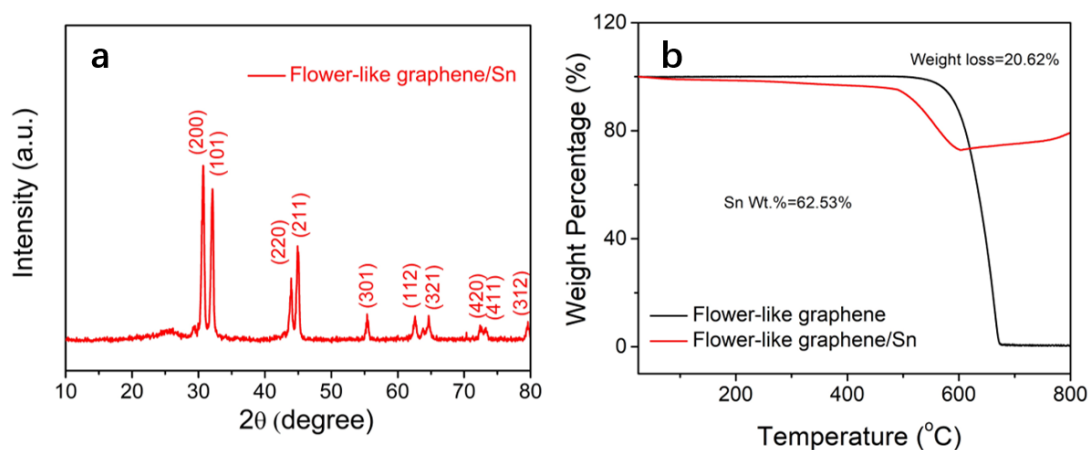 a
Flower-like graphene/Sn
(200)
(101)
(220)
(211)
(301)
(112)
(321)
(420)
(411)
(312)
Intensity (a.u.)
10 20 30 40 50 60 70 80
2θ (degree)
b
Weight loss=20.62%
Sn Wt.%=62.53%
Flower-like graphene
Flower-like graphene/Sn
Weight Percentage (%)
120
80
40
0
200 400 600 800
Temperature (°C)